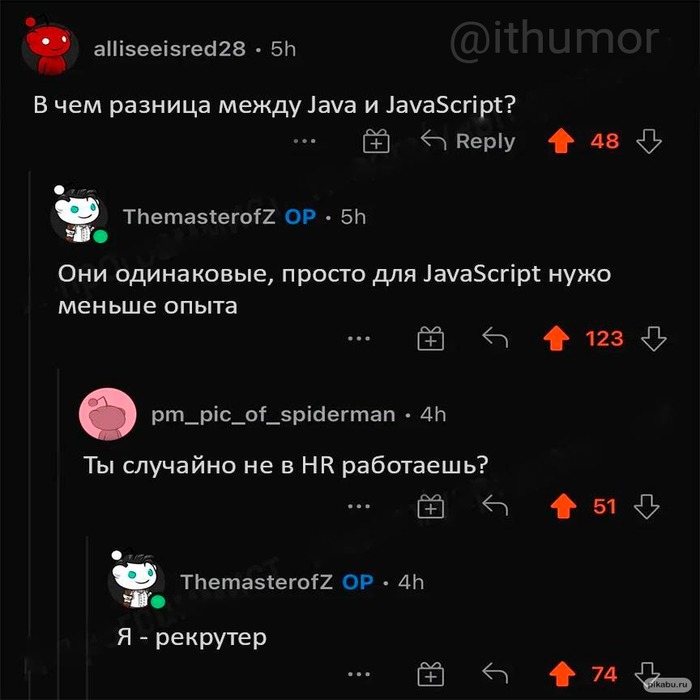 @ithumor
alliseeisred28 · 5h
В чем разница между Java и JavaScript?
Reply 48
ThemasterofZ OP · 5h
Они одинаковые, просто для JavaScript нужо
меньше опыта
123
pm_pic_of_spiderman · 4h
Ты случайно не в HR работаешь?
51
ThemasterofZ OP · 4h
Я - рекрутер
74
pikabu.ru